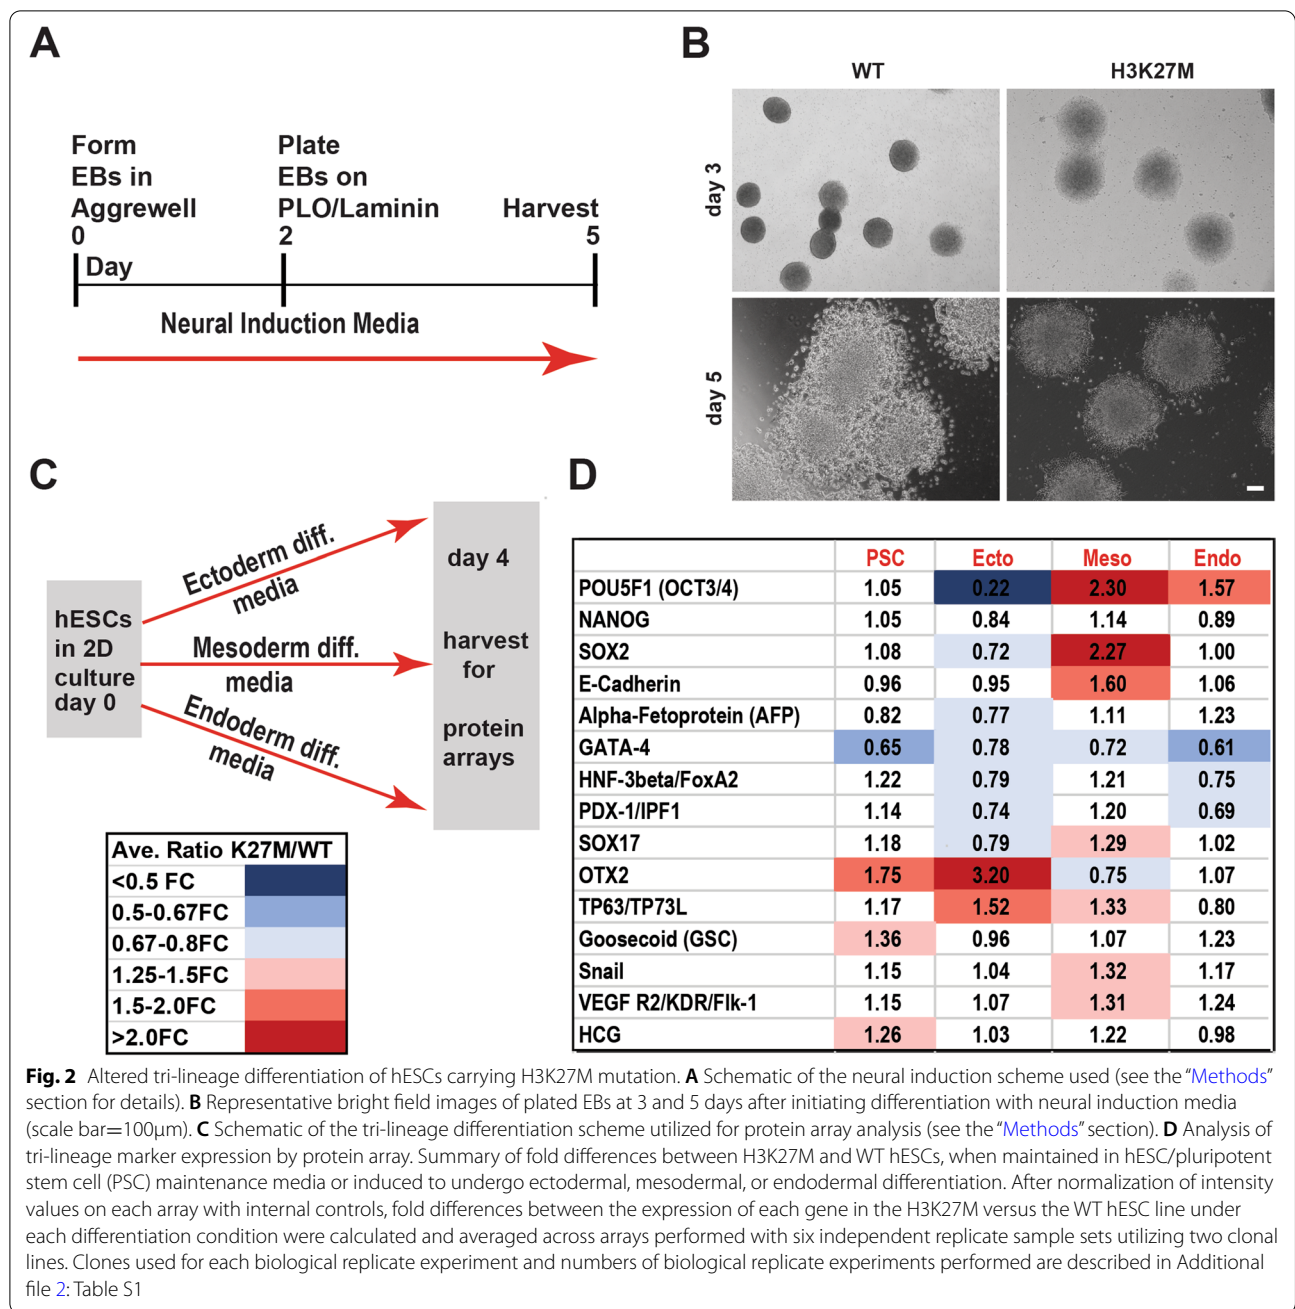 A
Form
EBs in
Aggrewell
0
Plate
EBs on
PLO/Laminin
2
Harvest
5
Day
Neural Induction Media
B
WT
H3K27M
day 3
day 5
C
hESCs
in 2D
culture
day 0
Ectoderm diff.
media
Mesoderm diff.
media
Endoderm diff.
media
day 4
harvest
for
protein
arrays
Ave. Ratio K27M/WT
<0.5 FC
0.5-0.67FC
0.67-0.8FC
1.25-1.5FC
1.5-2.0FC
>2.0FC
D
PSC Ecto Meso Endo
POU5F1 (OCT3/4) 1.05 0.22 2.30 1.57
NANOG 1.05 0.84 1.14 0.89
SOX2 1.08 0.72 2.27 1.00
E-Cadherin 0.96 0.95 1.60 1.06
Alpha-Fetoprotein (AFP) 0.82 0.77 1.11 1.23
GATA-4 0.65 0.78 0.72 0.61
HNF-3beta/FoxA2 1.22 0.79 1.21 0.75
PDX-1/IPF1 1.14 0.74 1.20 0.69
SOX17 1.18 0.79 1.29 1.02
OTX2 1.75 3.20 0.75 1.07
TP63/TP73L 1.17 1.52 1.33 0.80
Goosecoid (GSC) 1.36 0.96 1.07 1.23
Snail 1.15 1.04 1.32 1.17
VEGF R2/KDR/Flk-1 1.15 1.07 1.31 1.24
HCG 1.26 1.03 1.22 0.98
Fig. 2 Altered tri-lineage differentiation of hESCs carrying H3K27M mutation. A Schematic of the neural induction scheme used (see the “Methods”
section for details). B Representative bright field images of plated EBs at 3 and 5 days after initiating differentiation with neural induction media
(scale bar=100μm). C Schematic of the tri-lineage differentiation scheme utilized for protein array analysis (see the “Methods” section). D Analysis of
tri-lineage marker expression by protein array. Summary of fold differences between H3K27M and WT hESCs, when maintained in hESC/pluripotent
stem cell (PSC) maintenance media or induced to undergo ectodermal, mesodermal, or endodermal differentiation. After normalization of intensity
values on each array with internal controls, fold differences between the expression of each gene in the H3K27M versus the WT hESC line under
each differentiation condition were calculated and averaged across arrays performed with six independent replicate sample sets utilizing two clonal
lines. Clones used for each biological replicate experiment and numbers of biological replicate experiments performed are described in Additional
file 2: Table S1